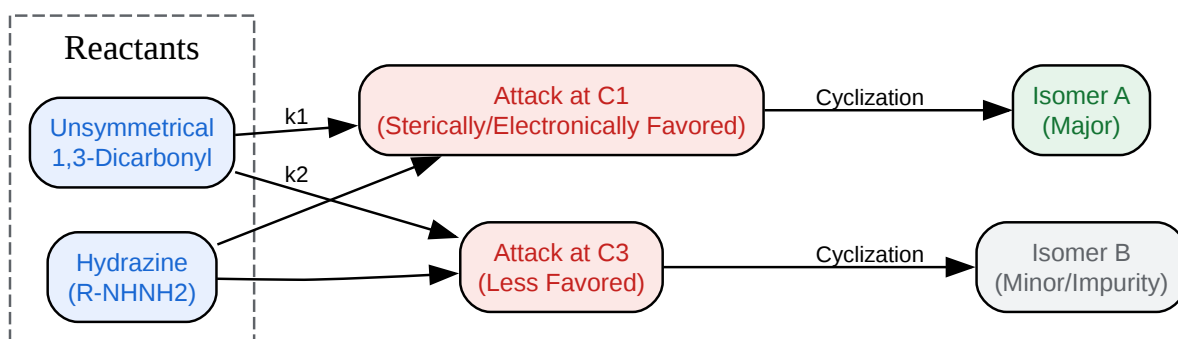 Reactants
Unsymmetrical
1,3-Dicarbonyl
Hydrazine
(R-NHNH2)
k1
k2
Attack at C1
(Sterically/Electronically Favored)
Attack at C3
(Less Favored)
Cyclization
Cyclization
Isomer A
(Major)
Isomer B
(Minor/Impurity)